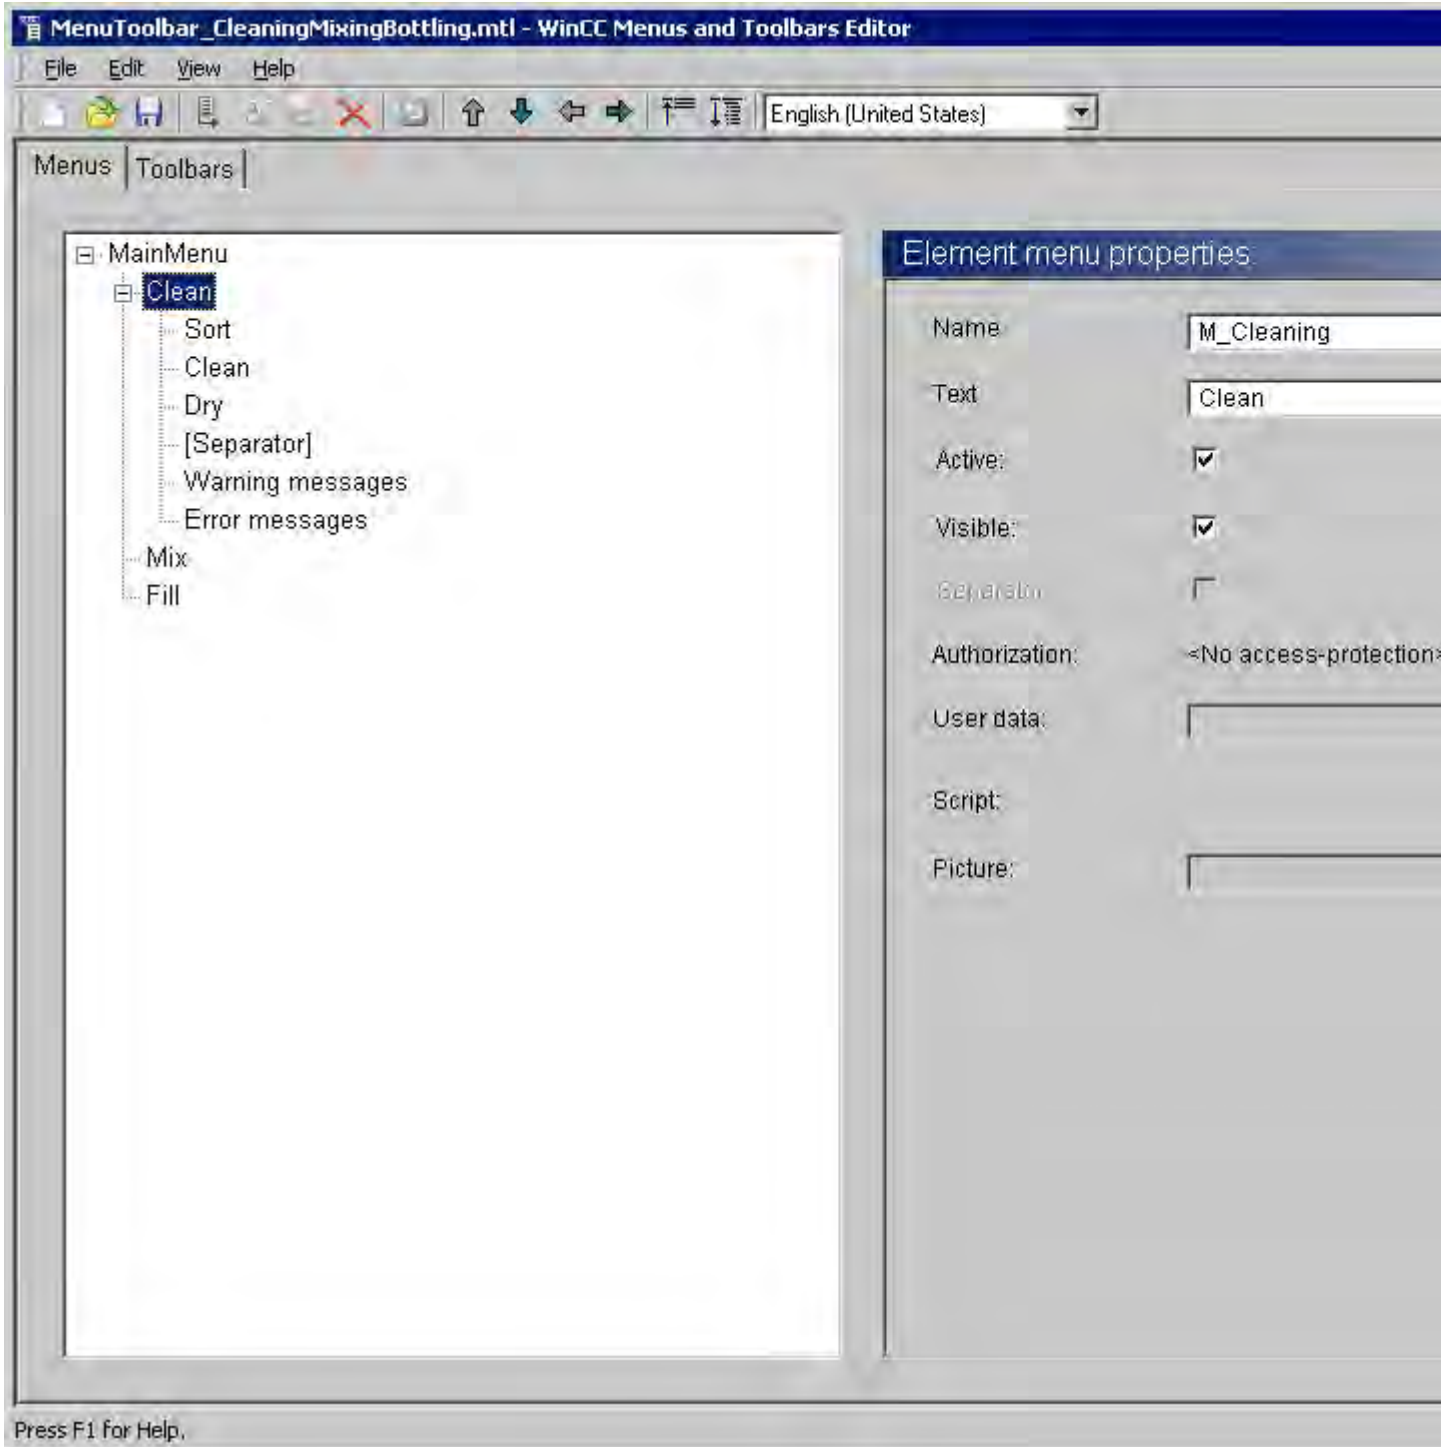 MenuToolbar_CleaningMixingBottling.mtl - WinCC Menus and Toolbars Editor
File Edit View Help
English (United States)
Menus Toolbars
MainMenu
Clean
Sort
Clean
Dry
[Separator]
Warning messages
Error messages
Mix
Fill
Element menu properties
Name M_Cleaning
Text Clean
Active:
Visible:
Separator
Authorization: <No access-protection>
User data:
Script:
Picture:
Press F1 for Help.